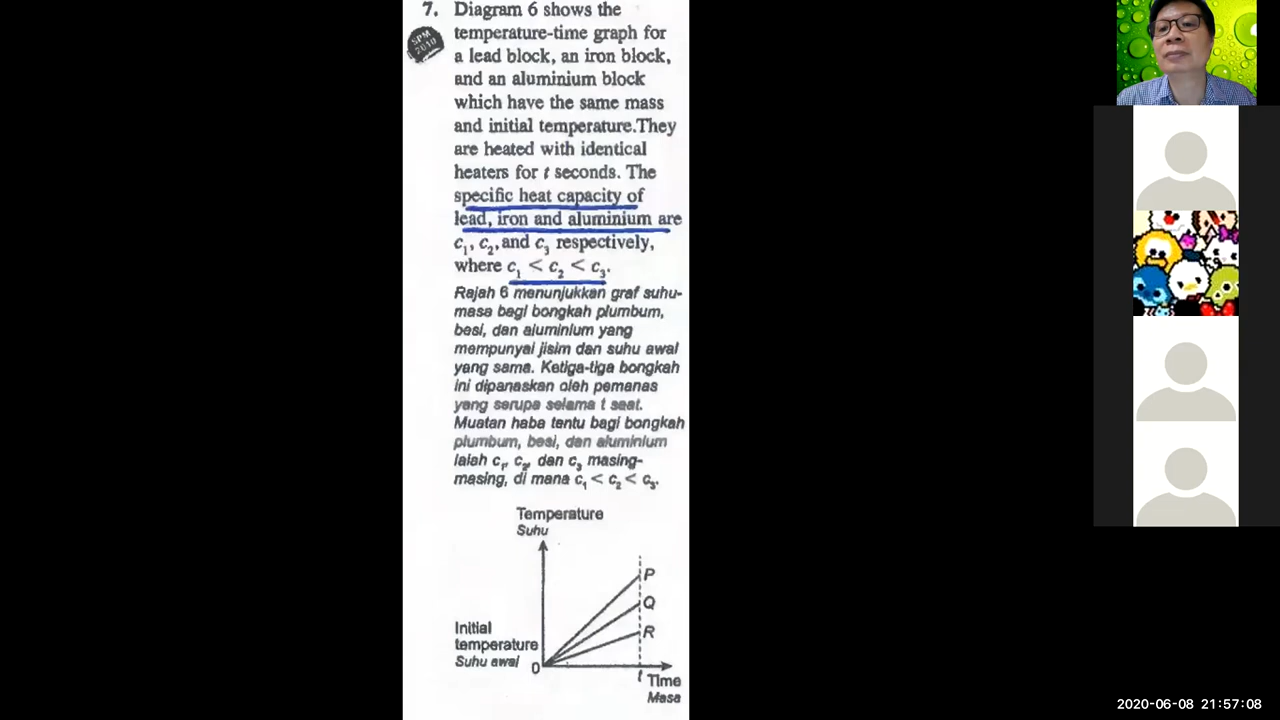 7. Diagram 6 shows the
SPM
2010
temperature-time graph for
a lead block, an iron block,
and an aluminium block
which have the same mass
and initial temperature.They
are heated with identical
heaters for t seconds. The
specific heat capacity of
lead, iron and aluminium are
c₁, c₂, and c₃ respectively,
where c₁ < c₂ < c₃.
Rajah 6 menunjukkan graf suhu-
masa bagi bongkah plumbum,
besi, dan aluminium yang
mempunyai jisim dan suhu awal
yang sama. Ketiga-tiga bongkah
ini dipanaskan oleh pemanas
yang serupa selama t saat.
Muatan haba tentu bagi bongkah
plumbum, besi, dan aluminium
ialah c₁, c₂, dan c₃ masing-
masing, di mana c₁ < c₂ < c₃.
Temperature
Suhu
P
Q
R
Initial
temperature
Suhu awal
0
t
Time
Masa
2020-06-08 21:57:08